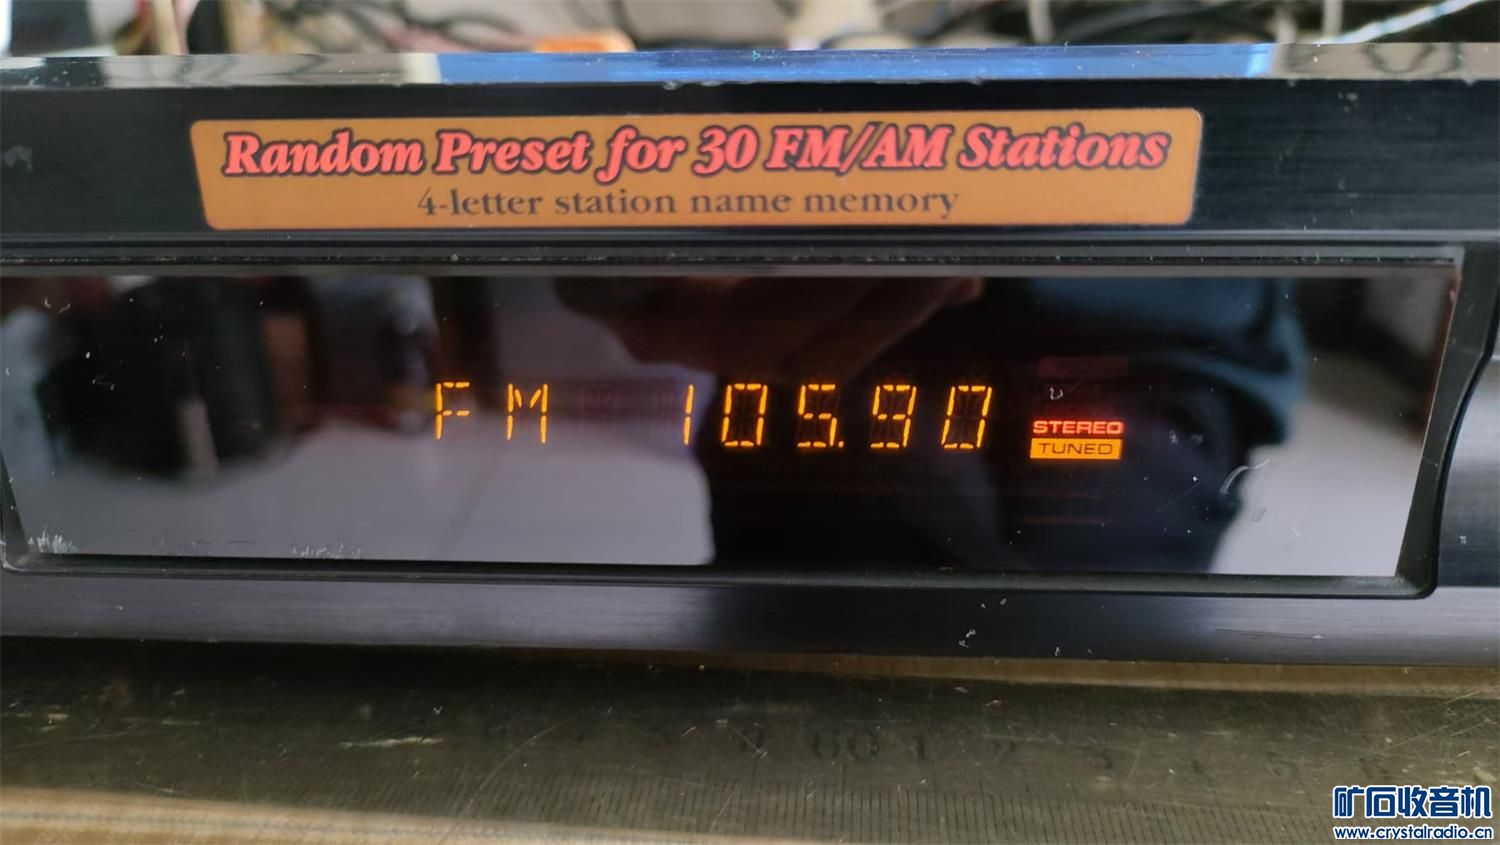 Random Preset for 30 FM/AM Stations
4-letter station name memory
FM 105.90
STEREO
TUNED
矿石收音机
www.crystalradio.cn